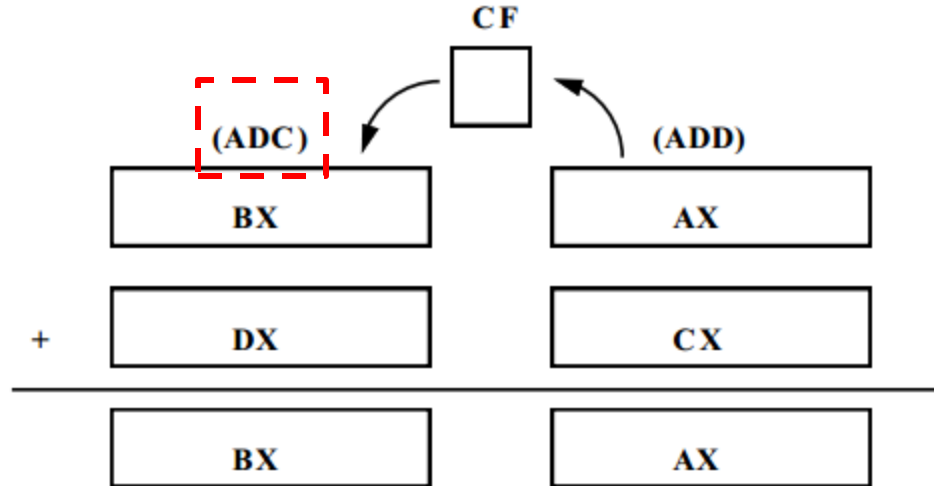 CF
(ADC) (ADD)
BX AX
+ DX CX
BX AX